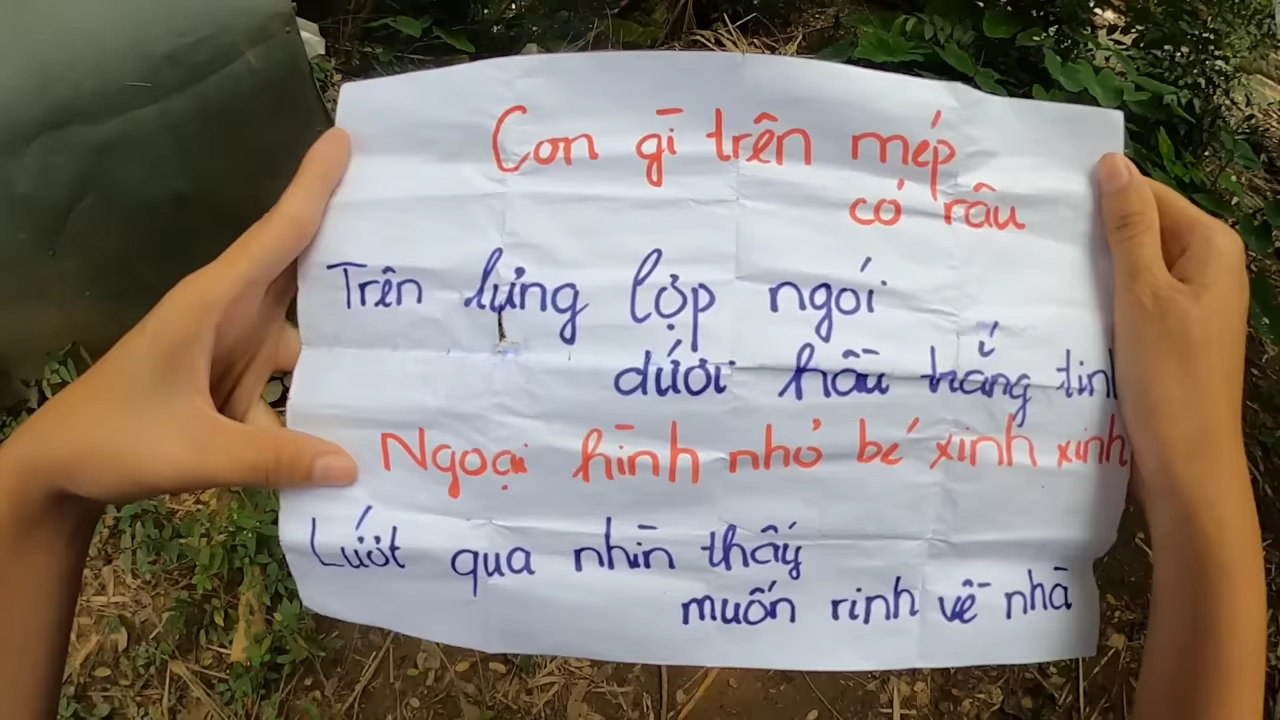 Con gì trên mép
có râu
Trên lưng lợp ngói
dưới hầu trắng tinh
Ngoại hình nhỏ bé xinh xinh
Lướt qua nhìn thấy
muốn rinh về nhà